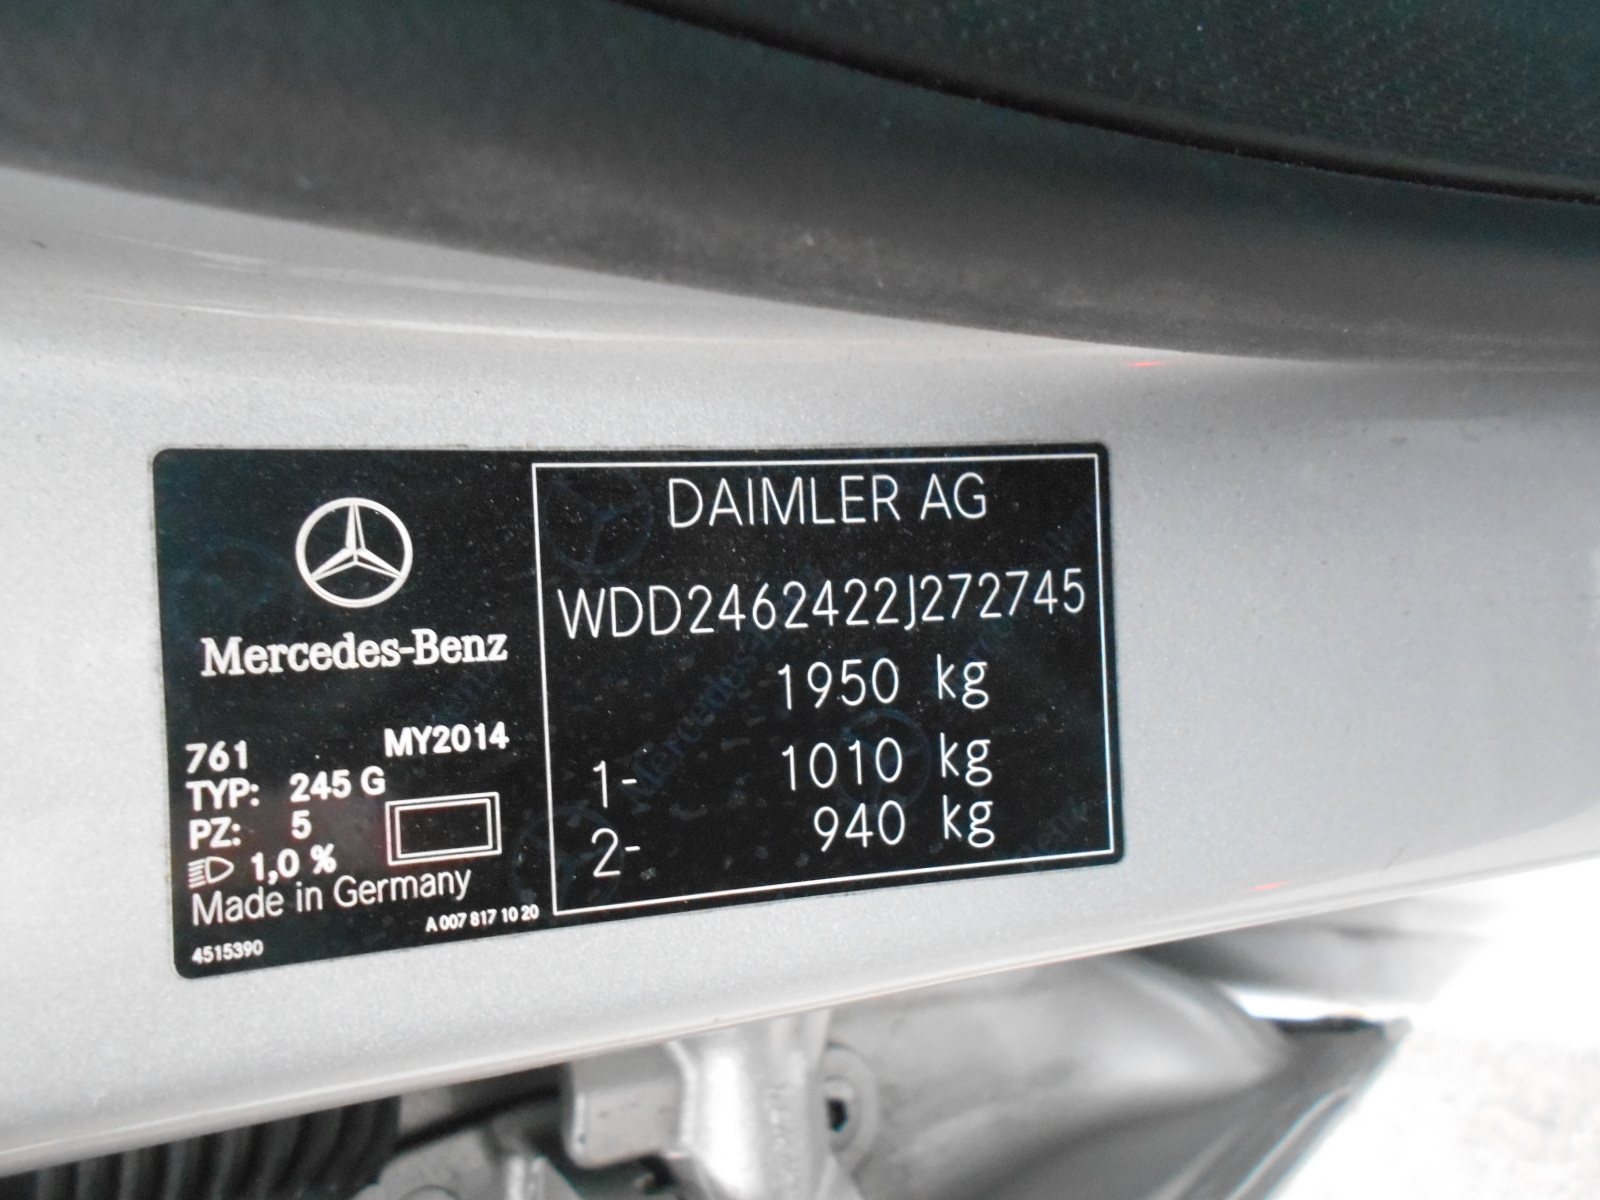 Mercedes-Benz
761 MY2014
TYP: 245 G
PZ: 5
1,0 %
Made in Germany
A 007 817 10 20
4515390
DAIMLER AG
WDD2462422J272745
1950 kg
1- 1010 kg
2- 940 kg